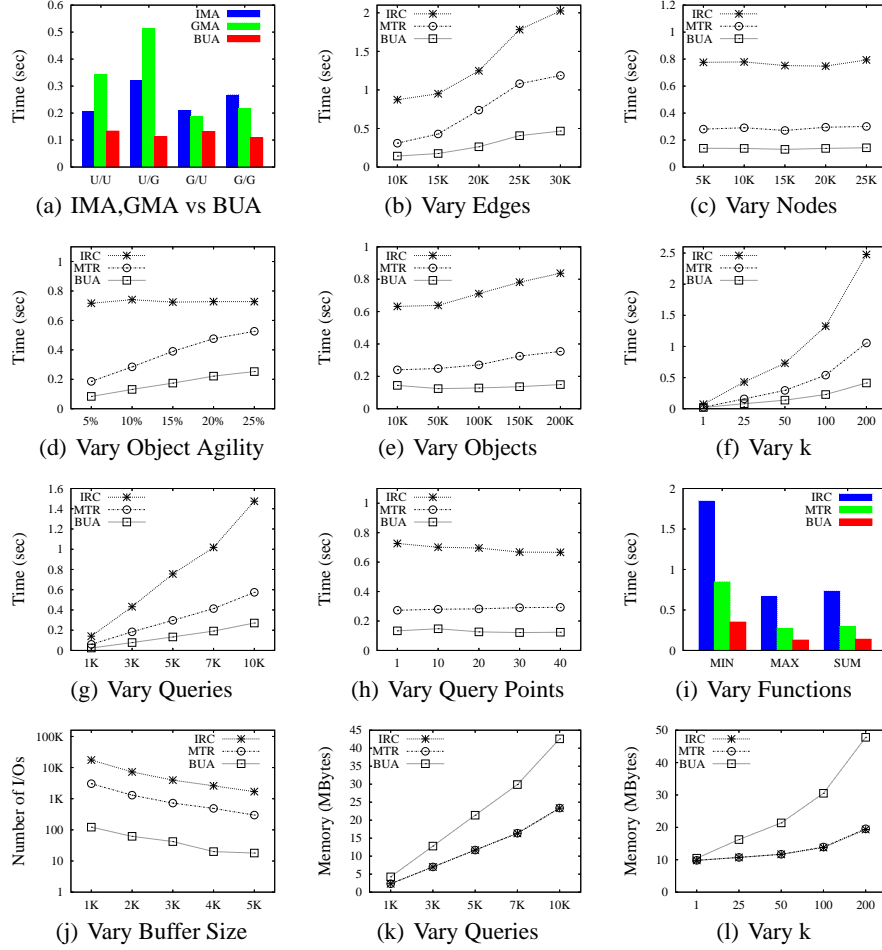 0.6
0.5
0.4
0.3
0.2
0.1
0
Time (sec)
IMA
GMA
BUA
U/U U/G G/U G/G
(a) IMA,GMA vs BUA
2
1.5
1
0.5
0
Time (sec)
IRC
MTR
BUA
10K 15K 20K 25K 30K
(b) Vary Edges
1.2
1
0.8
0.6
0.4
0.2
0
Time (sec)
IRC
MTR
BUA
5K 10K 15K 20K 25K
(c) Vary Nodes
1
0.8
0.6
0.4
0.2
0
Time (sec)
IRC
MTR
BUA
5% 10% 15% 20% 25%
(d) Vary Object Agility
1
0.8
0.6
0.4
0.2
0
Time (sec)
IRC
MTR
BUA
10K 50K 100K 150K 200K
(e) Vary Objects
2.5
2
1.5
1
0.5
0
Time (sec)
IRC
MTR
BUA
1 25 50 100 200
(f) Vary k
1.6
1.4
1.2
1
0.8
0.6
0.4
0.2
0
Time (sec)
IRC
MTR
BUA
1K 3K 5K 7K 10K
(g) Vary Queries
1
0.8
0.6
0.4
0.2
0
Time (sec)
IRC
MTR
BUA
1 10 20 30 40
(h) Vary Query Points
2
1.5
1
0.5
0
Time (sec)
IRC
MTR
BUA
MIN MAX SUM
(i) Vary Functions
100K
10K
1K
100
10
1
Number of I/Os
IRC
MTR
BUA
1K 2K 3K 4K 5K
(j) Vary Buffer Size
45
40
35
30
25
20
15
10
5
0
Memory (MBytes)
IRC
MTR
BUA
1K 3K 5K 7K 10K
(k) Vary Queries
50
40
30
20
10
0
Memory (MBytes)
IRC
MTR
BUA
1 25 50 100 200
(l) Vary k